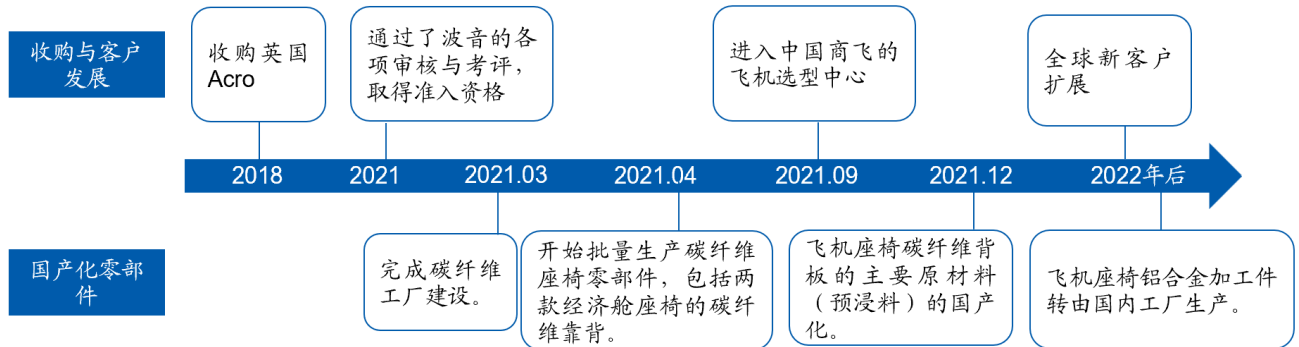 收购与客户
发展
收购英国
Acro
通过了波音的各
项审核与考评，
取得准入资格
进入中国商飞的
飞机选型中心
全球新客户
扩展
2018
2021
2021.03
2021.04
2021.09
2021.12
2022年后
国产化零部
件
完成碳纤维
工厂建设。
开始批量生产碳纤维
座椅零部件，包括两
款经济舱座椅的碳纤
维靠背。
飞机座椅碳纤维背
板的主要原材料
（预浸料）的国产
化。
飞机座椅铝合金加工件
转由国内工厂生产。